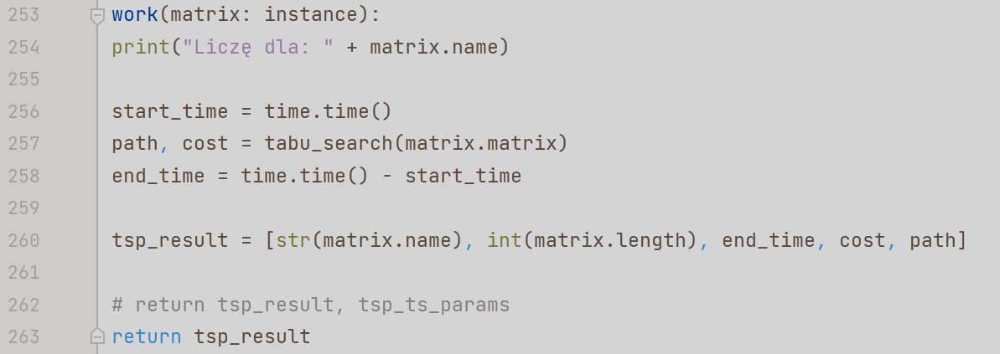 253 work(matrix: instance):
254 print("Liczę dla: " + matrix.name)
255
256 start_time = time.time()
257 path, cost = tabu_search(matrix.matrix)
258 end_time = time.time() - start_time
259
260 tsp_result = [str(matrix.name), int(matrix.length), end_time, cost, path]
261
262 # return tsp_result, tsp_ts_params
263 return tsp_result